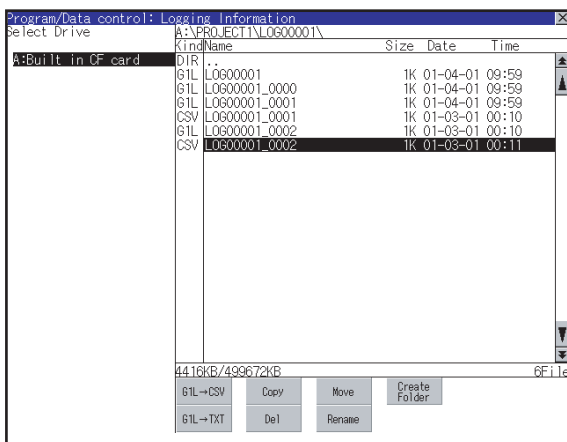 Program/Data control: Logging Information
Select Drive
A:\PROJECT1\LOG00001\
Kind Name Size Date Time
A:Built in CF card
DIR ..
G1L LOG00001 1K 01-04-01 09:59
G1L LOG00001_0000 1K 01-04-01 09:59
G1L LOG00001_0001 1K 01-04-01 09:59
CSV LOG00001_0001 1K 01-03-01 00:10
G1L LOG00001_0002 1K 01-03-01 00:10
CSV LOG00001_0002 1K 01-03-01 00:11
4416KB/499672KB 6File
G1L→CSV Copy Move Create Folder
G1L→TXT Del Rename